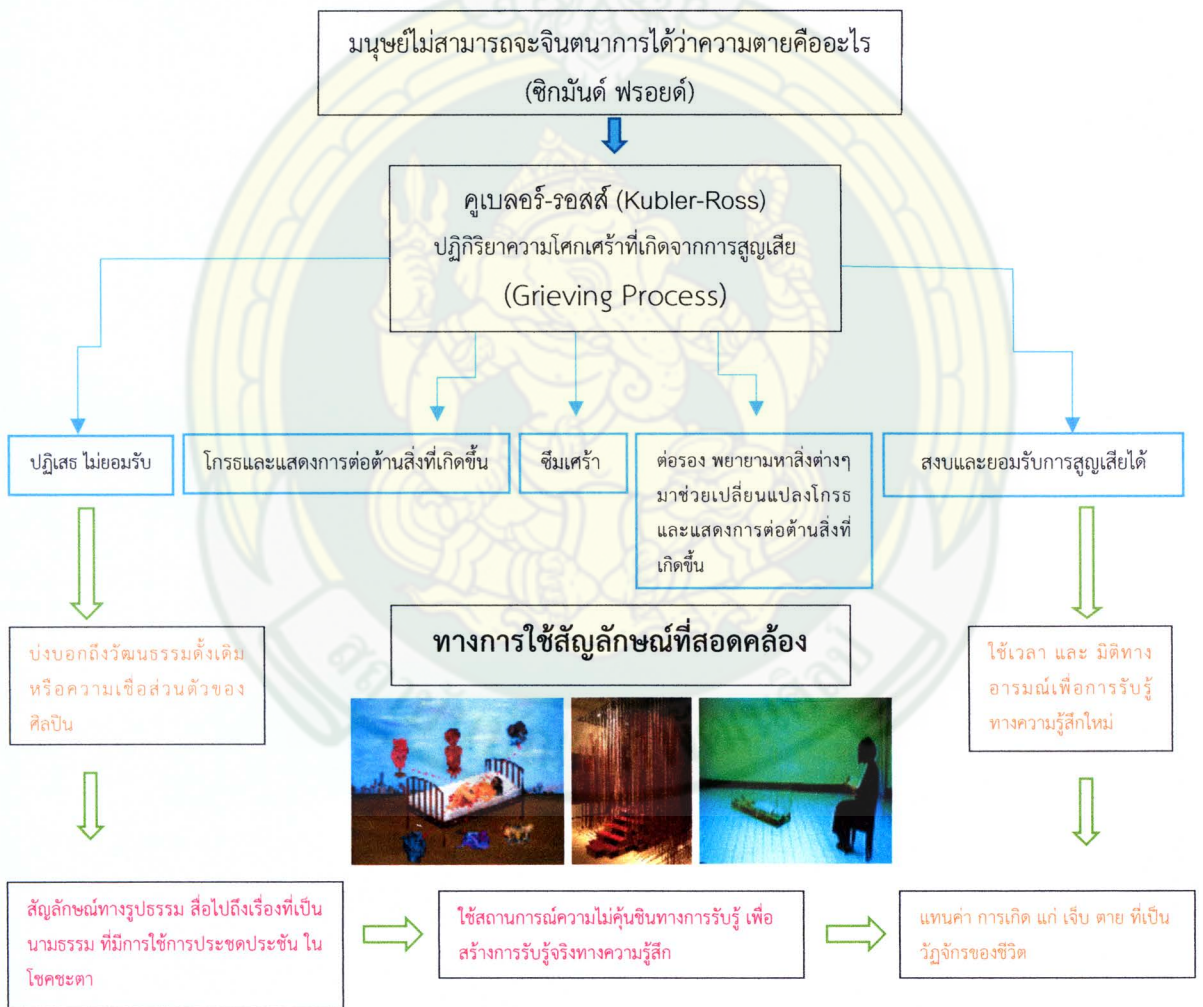 มนุษย์ไม่สามารถจะจินตนาการได้ว่าความตายคืออะไร
(ซิกมันด์ ฟรอยด์)
คูเบลอร์-รอสส์ (Kubler-Ross)
ปฏิกิริยาความโศกเศร้าที่เกิดจากการสูญเสีย
(Grieving Process)
ปฏิเสธ ไม่ยอมรับ
โกรธและแสดงการต่อต้านสิ่งที่เกิดขึ้น
ซึมเศร้า
ต่อรอง พยายามหาสิ่งต่างๆ
มาช่วยเปลี่ยนแปลงโกรธ
และแสดงการต่อต้านสิ่งที่
เกิดขึ้น
สงบและยอมรับการสูญเสียได้
บ่งบอกถึงวัฒนธรรมดั้งเดิม
หรือความเชื่อส่วนตัวของ
ศิลปิน
ทางการใช้สัญลักษณ์ที่สอดคล้อง
ใช้เวลา และ มิติทาง
อารมณ์เพื่อการรับรู้
ทางความรู้สึกใหม่
สัญลักษณ์ทางรูปธรรม สื่อไปถึงเรื่องที่เป็น
นามธรรม ที่มีการใช้การประชดประชัน ใน
โชคชะตา
ใช้สถานการณ์ความไม่คุ้นชินทางการรับรู้ เพื่อ
สร้างการรับรู้จริงทางความรู้สึก
แทนค่า การเกิด แก่ เจ็บ ตาย ที่เป็น
วัฏจักรของชีวิต